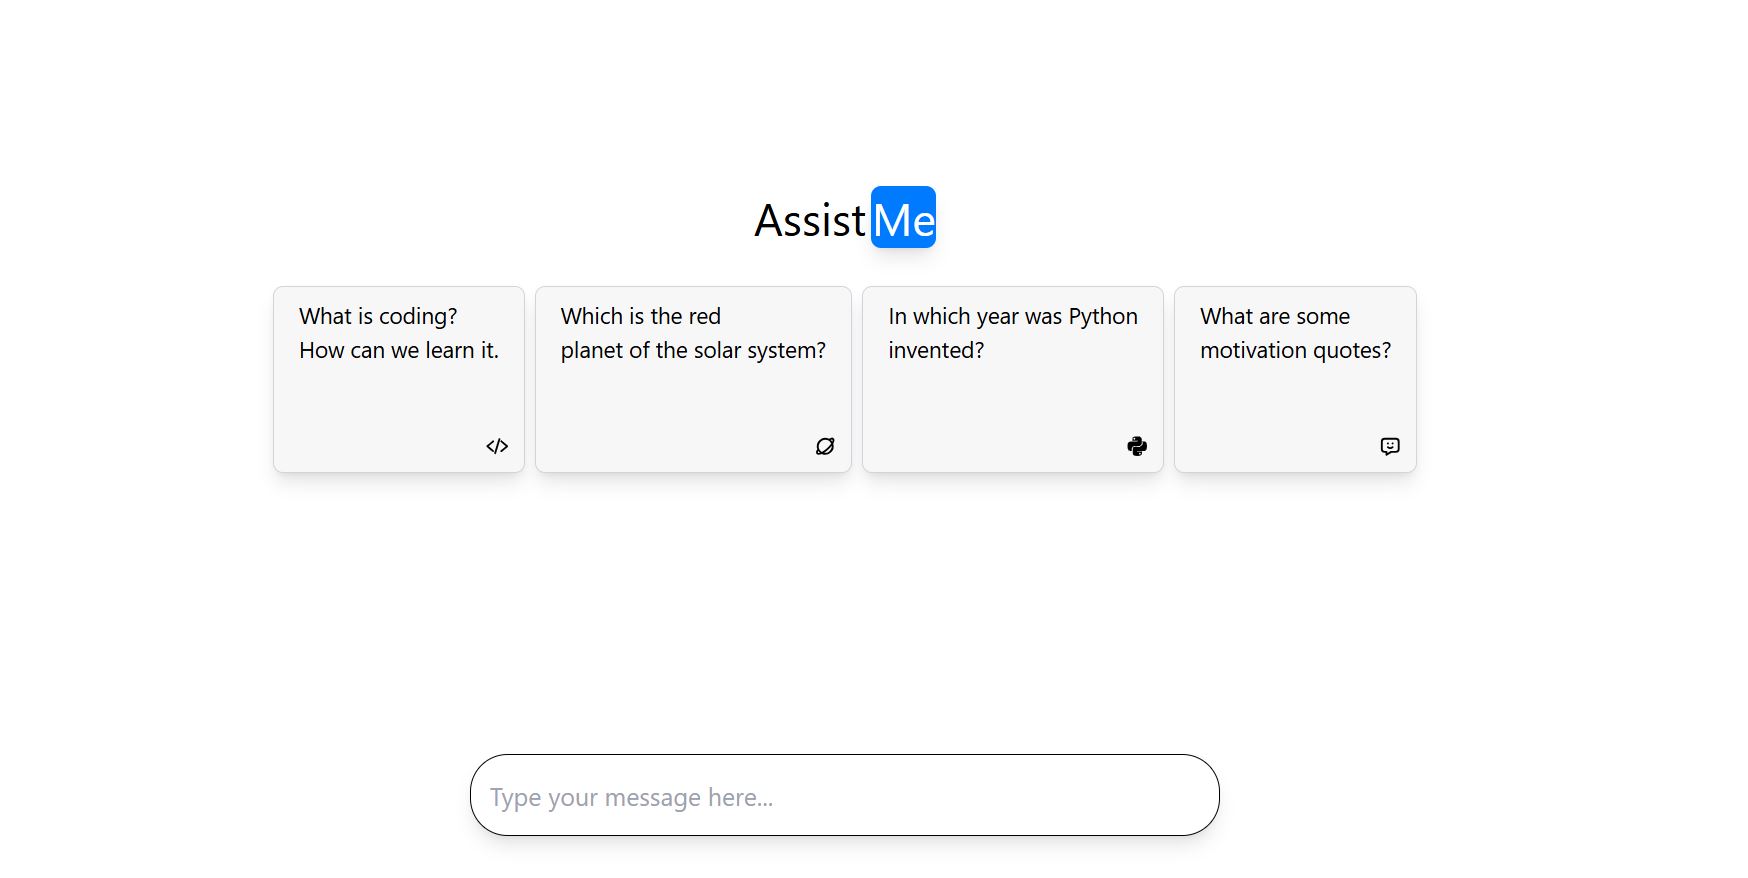 AssistMe
What is coding?
How can we learn it.
Which is the red
planet of the solar system?
In which year was Python
invented?
What are some
motivation quotes?
Type your message here...